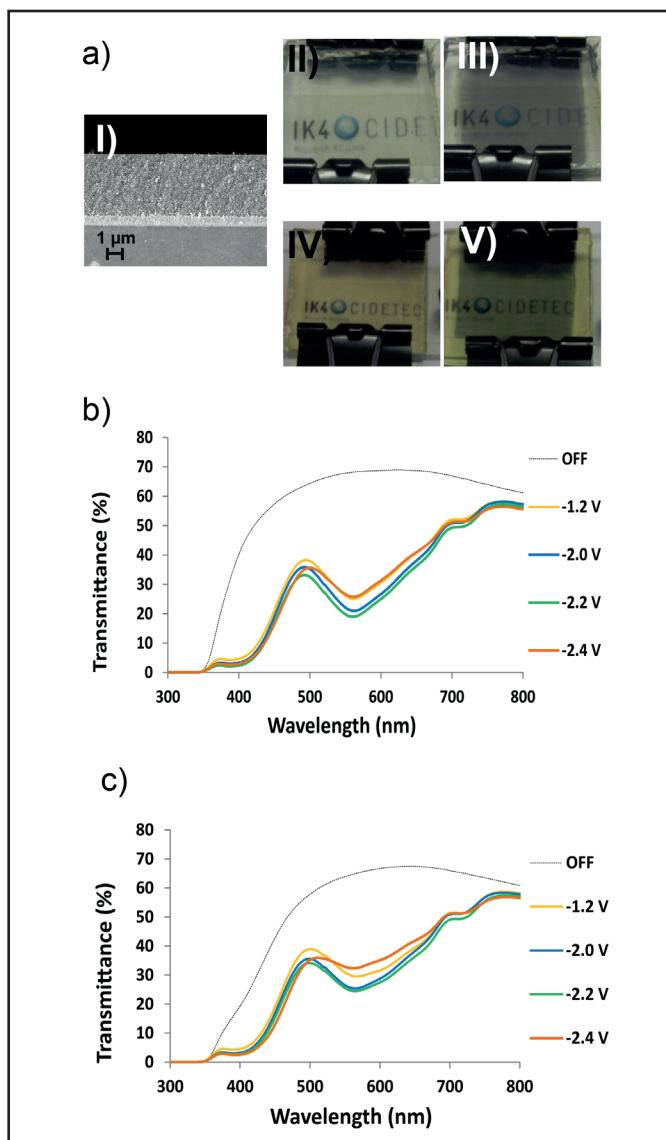 a)
I)
1 µm
II)
IK4 CIDET
III)
IK4 CIDET
IV
IK4 CIDETEC
V)
IK4 CIDETEC
b)
Transmittance (%)
80
70
60
50
40
30
20
10
0
300 400 500 600 700 800
Wavelength (nm)
OFF
-1.2 V
-2.0 V
-2.2 V
-2.4 V
c)
Transmittance (%)
80
70
60
50
40
30
20
10
0
300 400 500 600 700 800
Wavelength (nm)
OFF
-1.2 V
-2.0 V
-2.2 V
-2.4 V